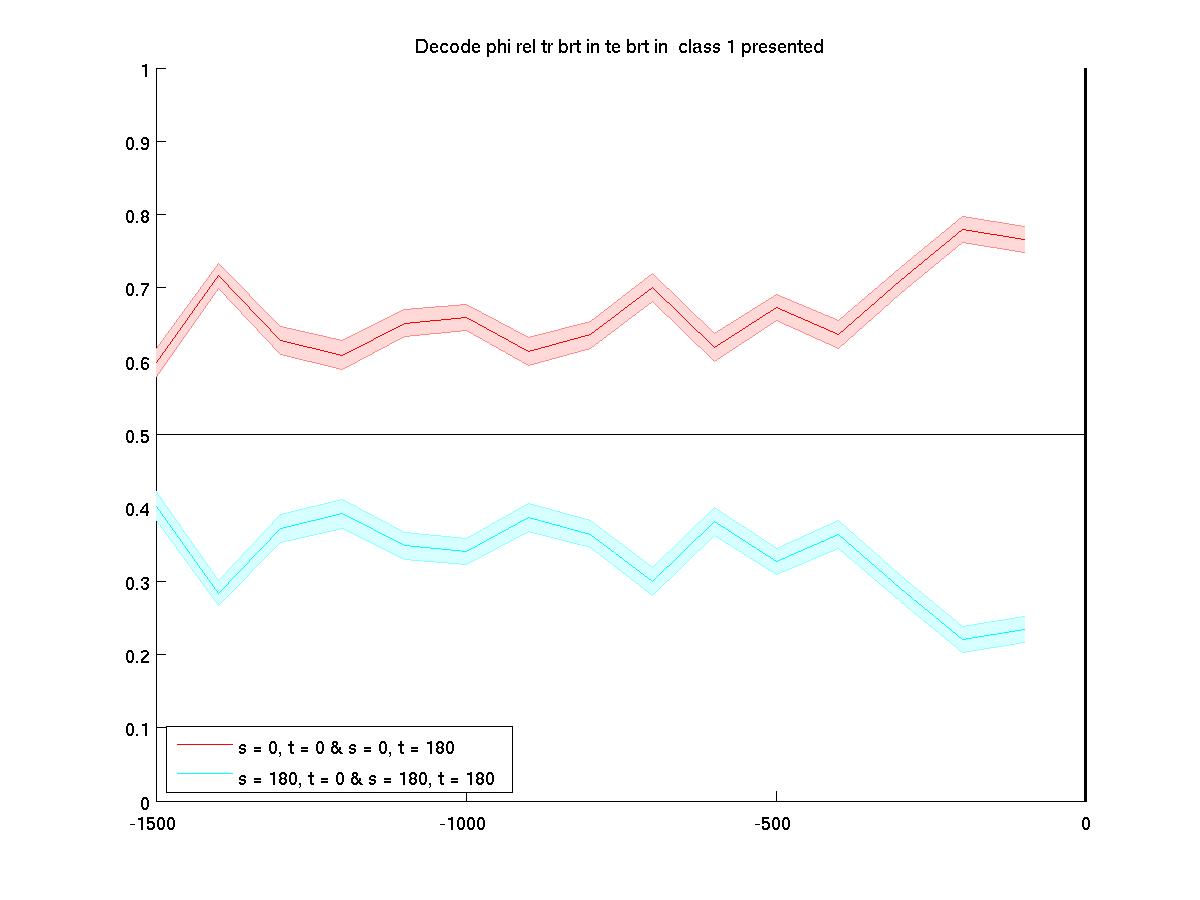 Decode phi rel tr brt in te brt in  class 1 presented
1
0.9
0.8
0.7
0.6
0.5
0.4
0.3
0.2
0.1
0
s = 0, t = 0 & s = 0, t = 180
s = 180, t = 0 & s = 180, t = 180
-1500 -1000 -500 0